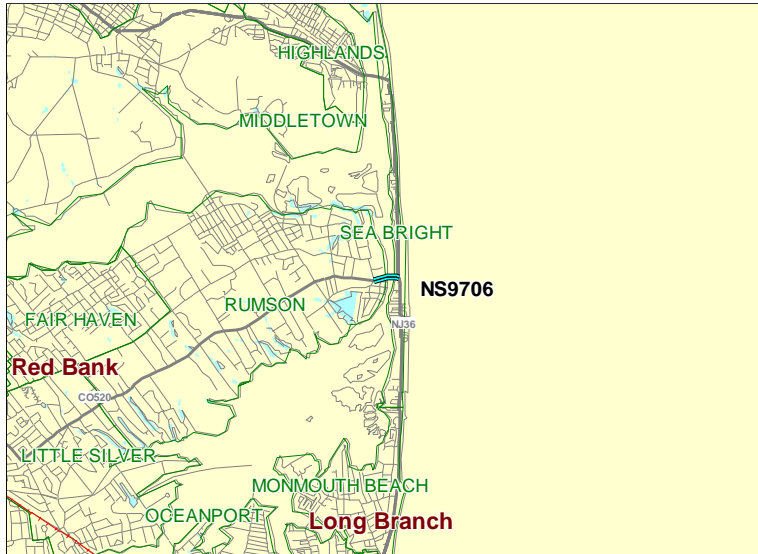 HIGHLANDS
MIDDLETOWN
SEA BRIGHT
NS9706
RUMSON
FAIR HAVEN
NJ36
Red Bank
CO520
LITTLE SILVER
MONMOUTH BEACH
OCEANPORT
Long Branch